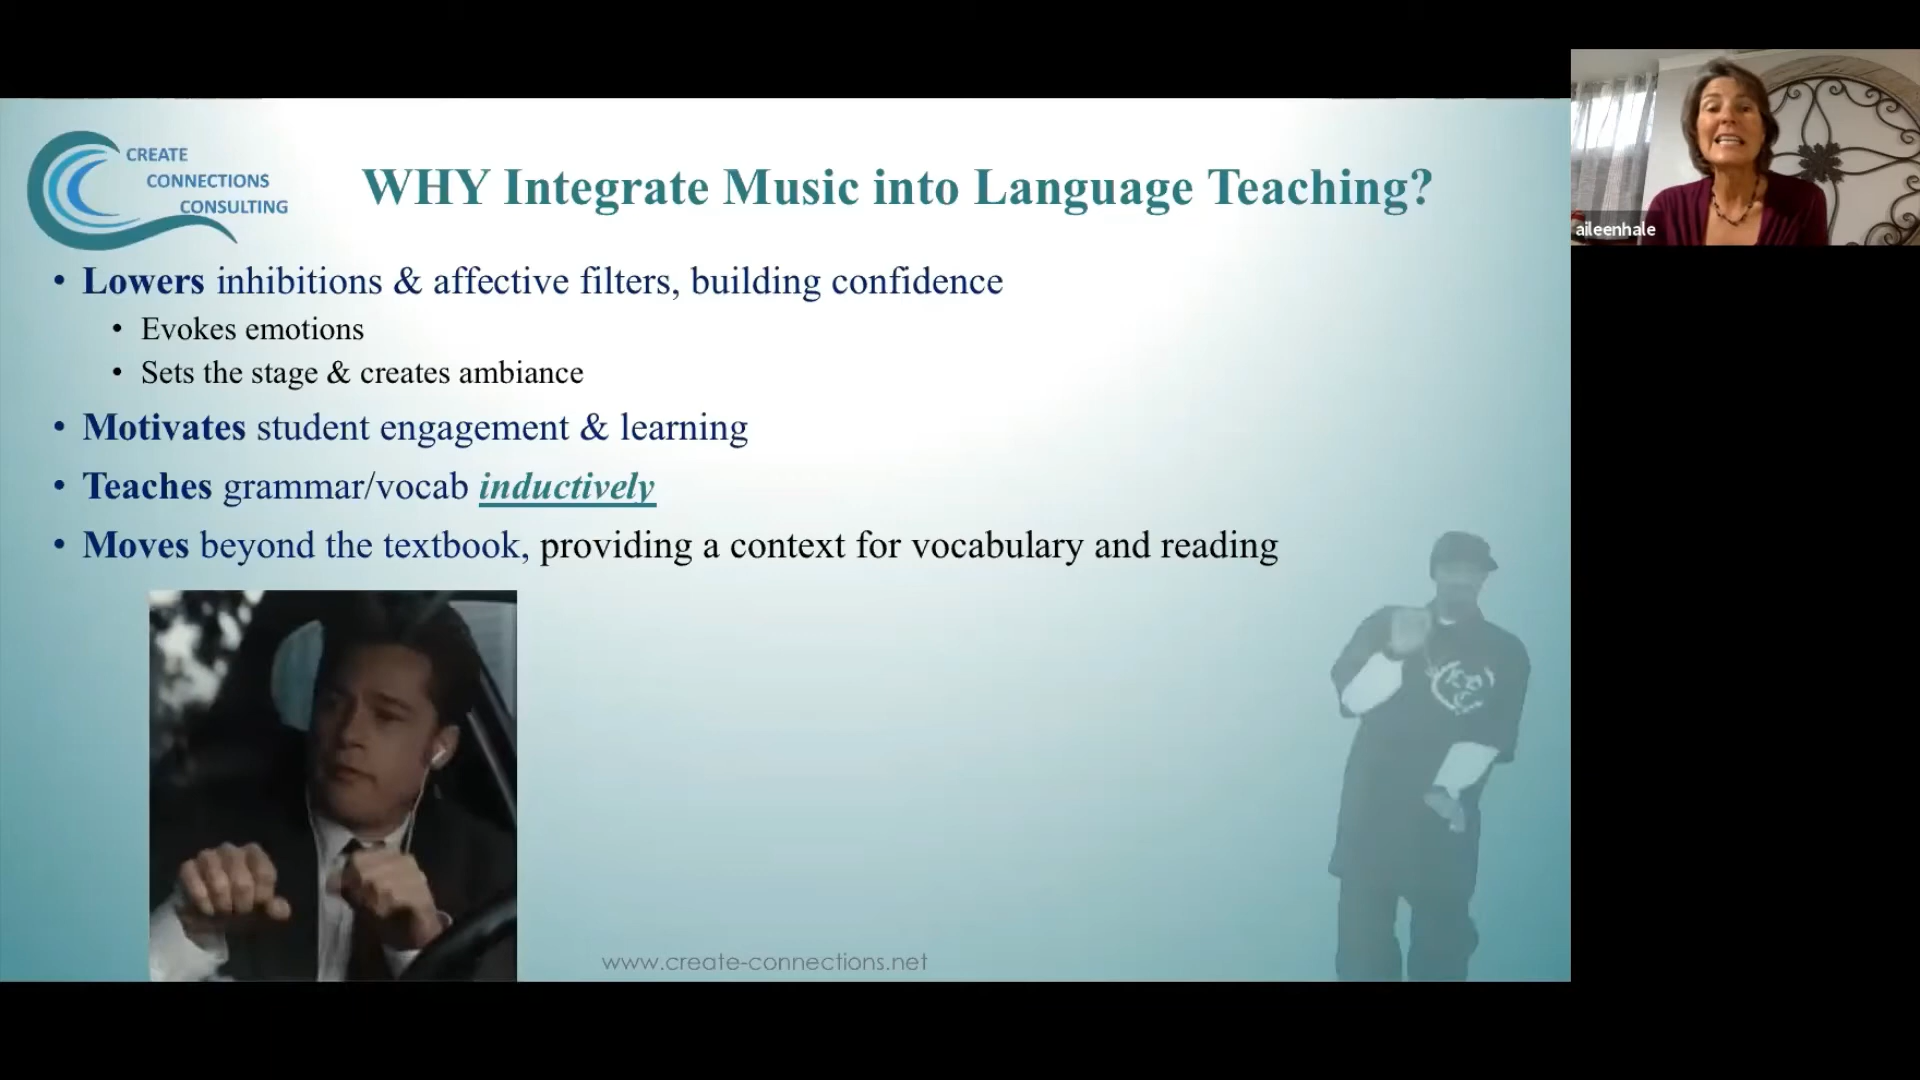 CREATE
CONNECTIONS
CONSULTING
WHY Integrate Music into Language Teaching?
• Lowers inhibitions & affective filters, building confidence
• Evokes emotions
• Sets the stage & creates ambiance
• Motivates student engagement & learning
• Teaches grammar/vocab inductively
• Moves beyond the textbook, providing a context for vocabulary and reading
www.create-connections.net
aileenhale